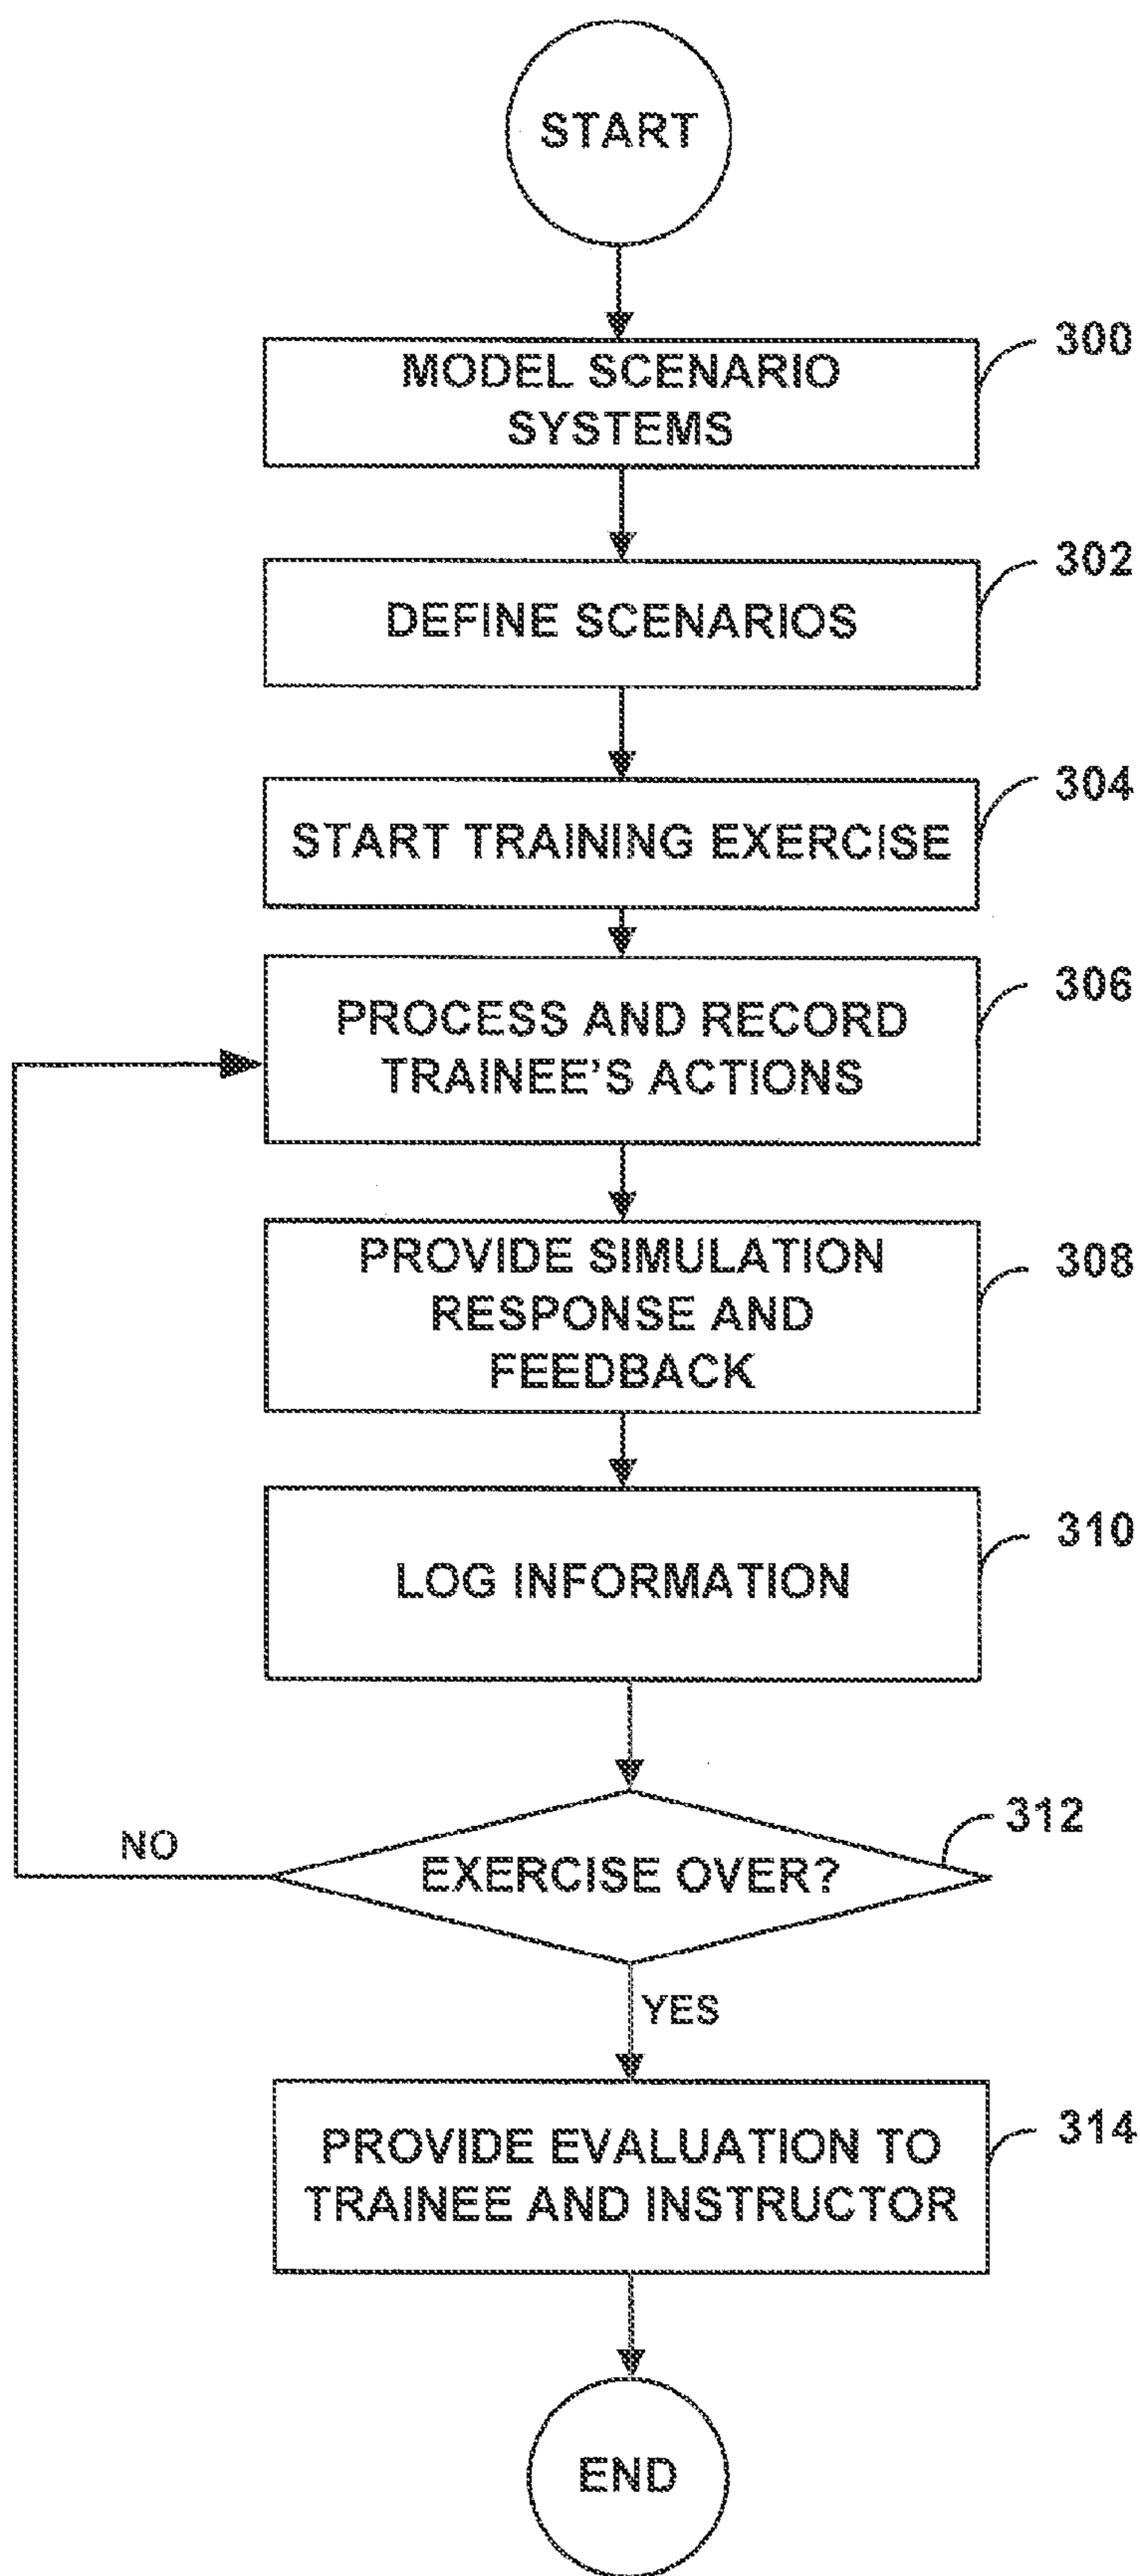 START
300
MODEL SCENARIO
SYSTEMS
302
DEFINE SCENARIOS
304
START TRAINING EXERCISE
306
PROCESS AND RECORD
TRAINEE'S ACTIONS
308
PROVIDE SIMULATION
RESPONSE AND
FEEDBACK
310
LOG INFORMATION
312
NO
EXERCISE OVER?
YES
314
PROVIDE EVALUATION TO
TRAINEE AND INSTRUCTOR
END